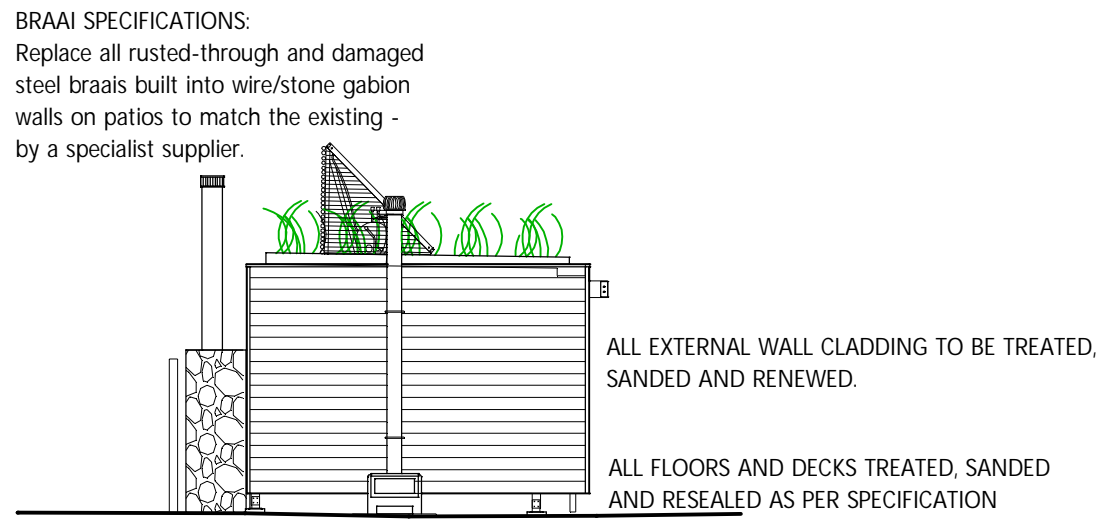 BRAAI SPECIFICATIONS:
Replace all rusted-through and damaged
steel braais built into wire/stone gabion
walls on patios to match the existing -
by a specialist supplier.
ALL EXTERNAL WALL CLADDING TO BE TREATED,
SANDED AND RENEWED.
ALL FLOORS AND DECKS TREATED, SANDED
AND RESEALED AS PER SPECIFICATION